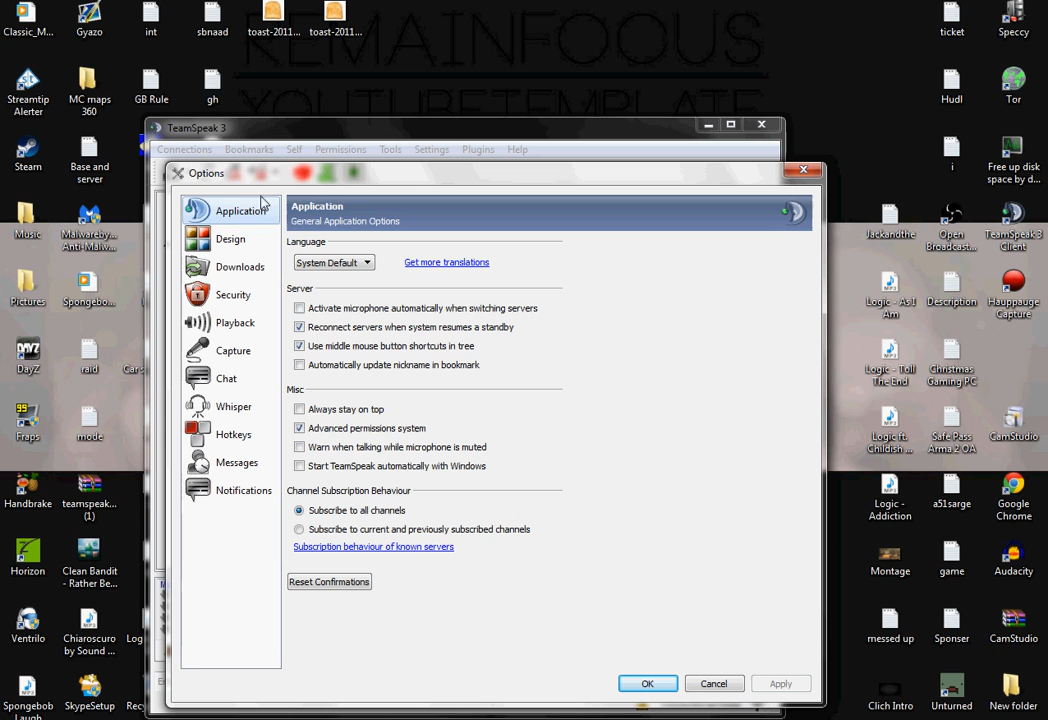 REMAINFOCUS
YOUTUBETEMPLATE
Classic_M...
Gyazo
int
sbnaad
toast-2011...
toast-2011...
ticket
Speccy
Streamtip
Alerter
MC maps
360
GB Rule
gh
Hudl
Tor
Steam
Base and
server
i
Free up disk
space by d...
Music
Malwareby...
Anti-Malw...
Jackandthe
Open
Broadcast...
TeamSpeak 3
Client
Pictures
Spongebo...
Logic - As I
Am
Description
Hauppauge
Capture
DAYZ
DayZ
raid
Car s
Logic - Toll
The End
Christmas
Gaming PC
99
Fraps
mode
Logic ft.
Childish ...
Safe Pass
Arma 2 OA
CamStudio
Handbrake
teamspeak...
(1)
Logic -
Addiction
a51sarge
Google
Chrome
Horizon
Clean Bandit
- Rather Be...
Montage
game
Audacity
Ventrilo
Chiaroscuro
by Sound ...
Log
messed up
Sponser
CamStudio
Spongebob
Laugh
SkypeSetup
Rec
Clich Intro
Unturned
New folder
TeamSpeak 3
Connections Bookmarks Self Permissions Tools Settings Plugins Help
Options
Application
Design
Downloads
Security
Playback
Capture
Chat
Whisper
Hotkeys
Messages
Notifications
Application
General Application Options
Language
System Default
Get more translations
Server
Activate microphone automatically when switching servers
Reconnect servers when system resumes a standby
Use middle mouse button shortcuts in tree
Automatically update nickname in bookmark
Misc
Always stay on top
Advanced permissions system
Warn when talking while microphone is muted
Start TeamSpeak automatically with Windows
Channel Subscription Behaviour
Subscribe to all channels
Subscribe to current and previously subscribed channels
Subscription behaviour of known servers
Reset Confirmations
OK
Cancel
Apply